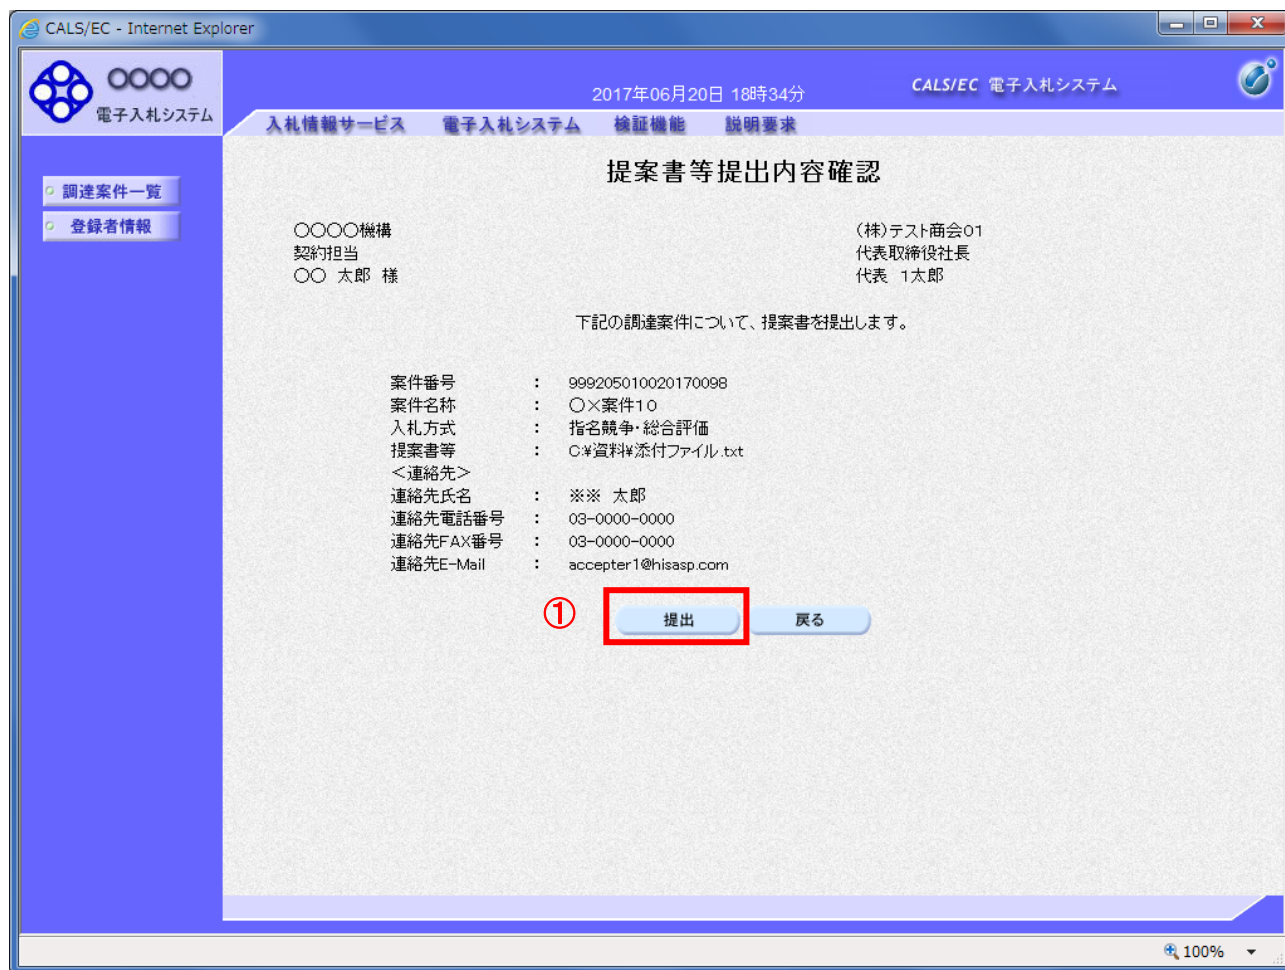 CALS/EC - Internet Explorer
○○○○
電子入札システム
2017年06月20日 18時34分
CALS/EC 電子入札システム
入札情報サービス 電子入札システム 検証機能 説明要求
調達案件一覧
登録者情報
提案書等提出内容確認
○○○○機構
契約担当
○○ 太郎 様
(株)テスト商会01
代表取締役社長
代表 1太郎
下記の調達案件について、提案書を提出します。
案件番号 : 999205010020170098
案件名称 : ○×案件10
入札方式 : 指名競争・総合評価
提案書等 : C:¥資料¥添付ファイル.txt
<連絡先>
連絡先氏名 : ※※ 太郎
連絡先電話番号 : 03-0000-0000
連絡先FAX番号 : 03-0000-0000
連絡先E-Mail : accepter1@hisasp.com
① 提出 戻る
100%